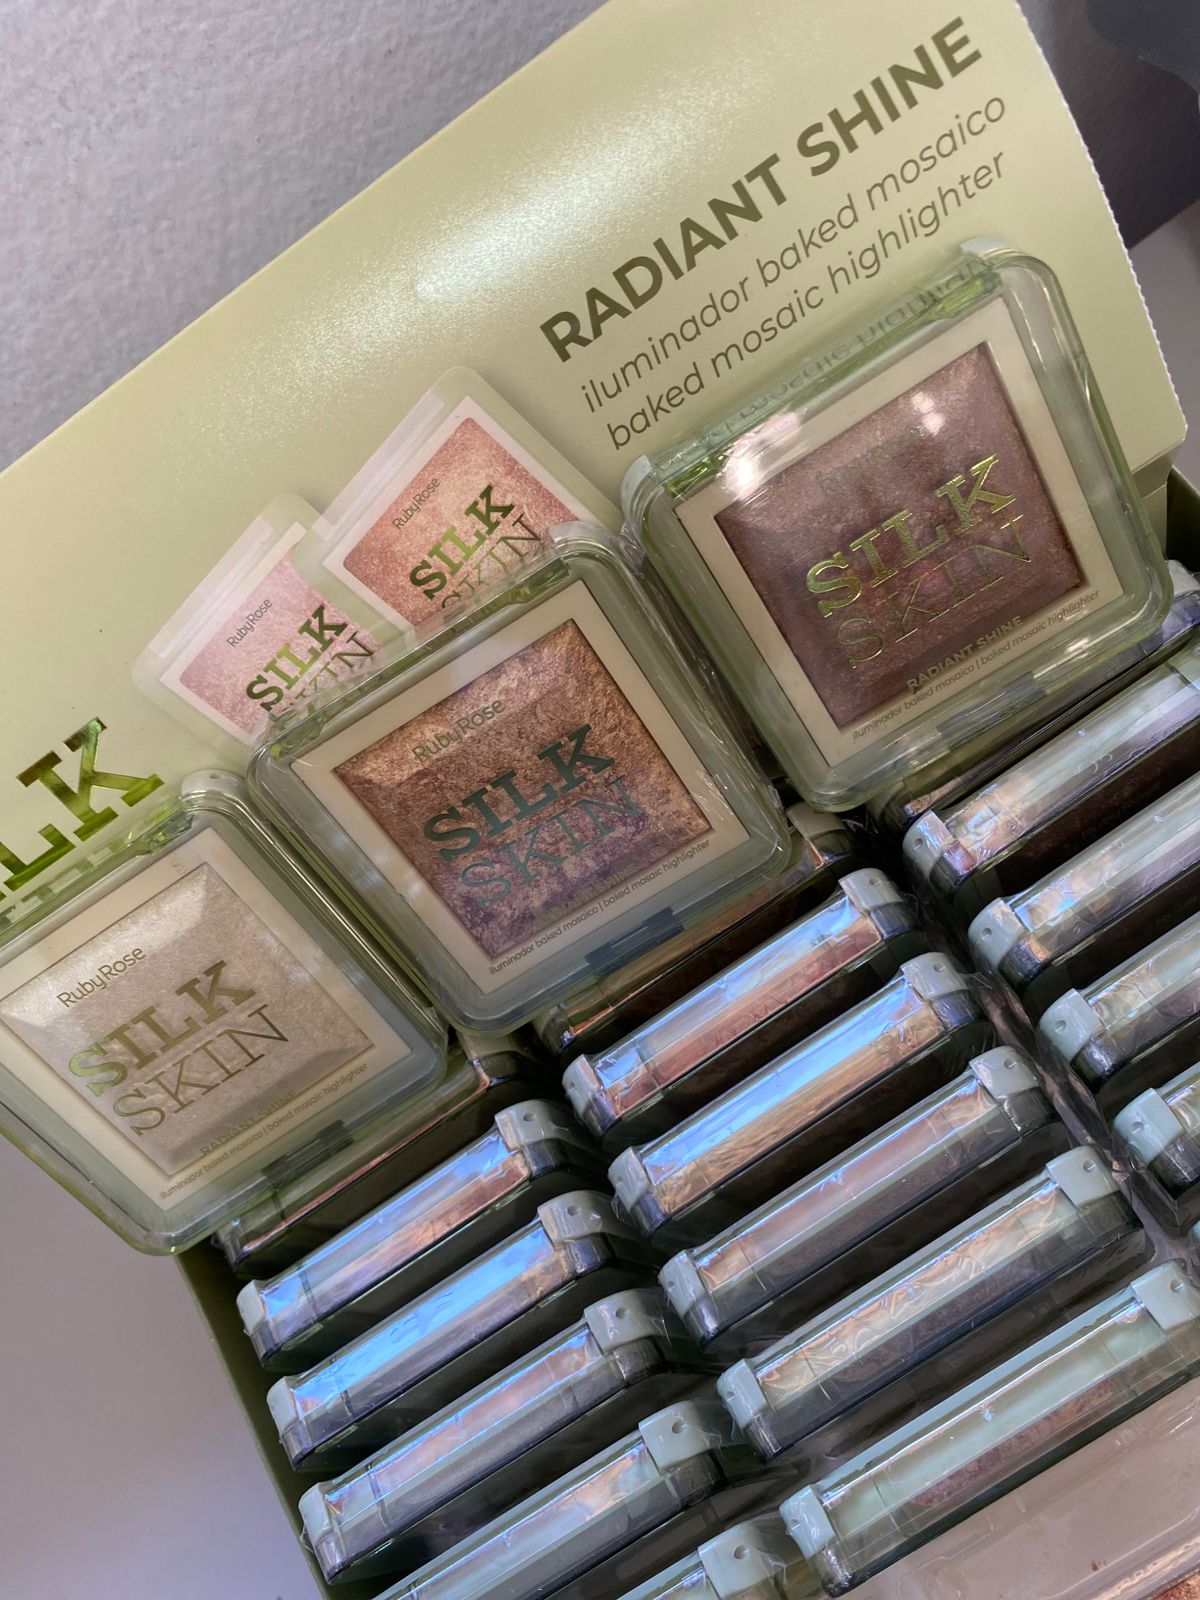 RADIANT SHINE
iluminador baked mosaico
baked mosaic highlighter
RubyRose
SILK
SKIN
RubyRose
SILK
SKIN
SILK
SKIN
RADIANT SHINE
iluminador baked mosaico | baked mosaic highlighter
RubyRose
SILK
SKIN
RADIANT SHINE
iluminador baked mosaico | baked mosaic highlighter
LK
RubyRose
SILK
SKIN
RADIANT SHINE
iluminador baked mosaico | baked mosaic highlighter